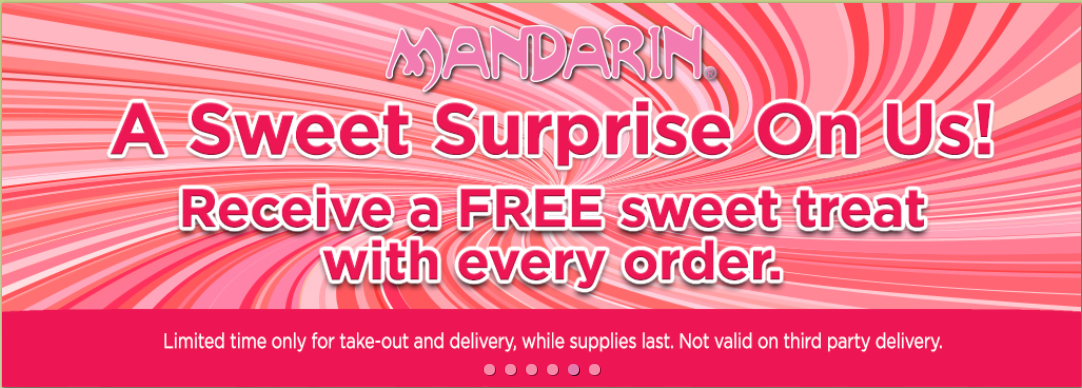 MANDARIN®
A Sweet Surprise On Us!
Receive a FREE sweet treat
with every order.
Limited time only for take-out and delivery, while supplies last. Not valid on third party delivery.